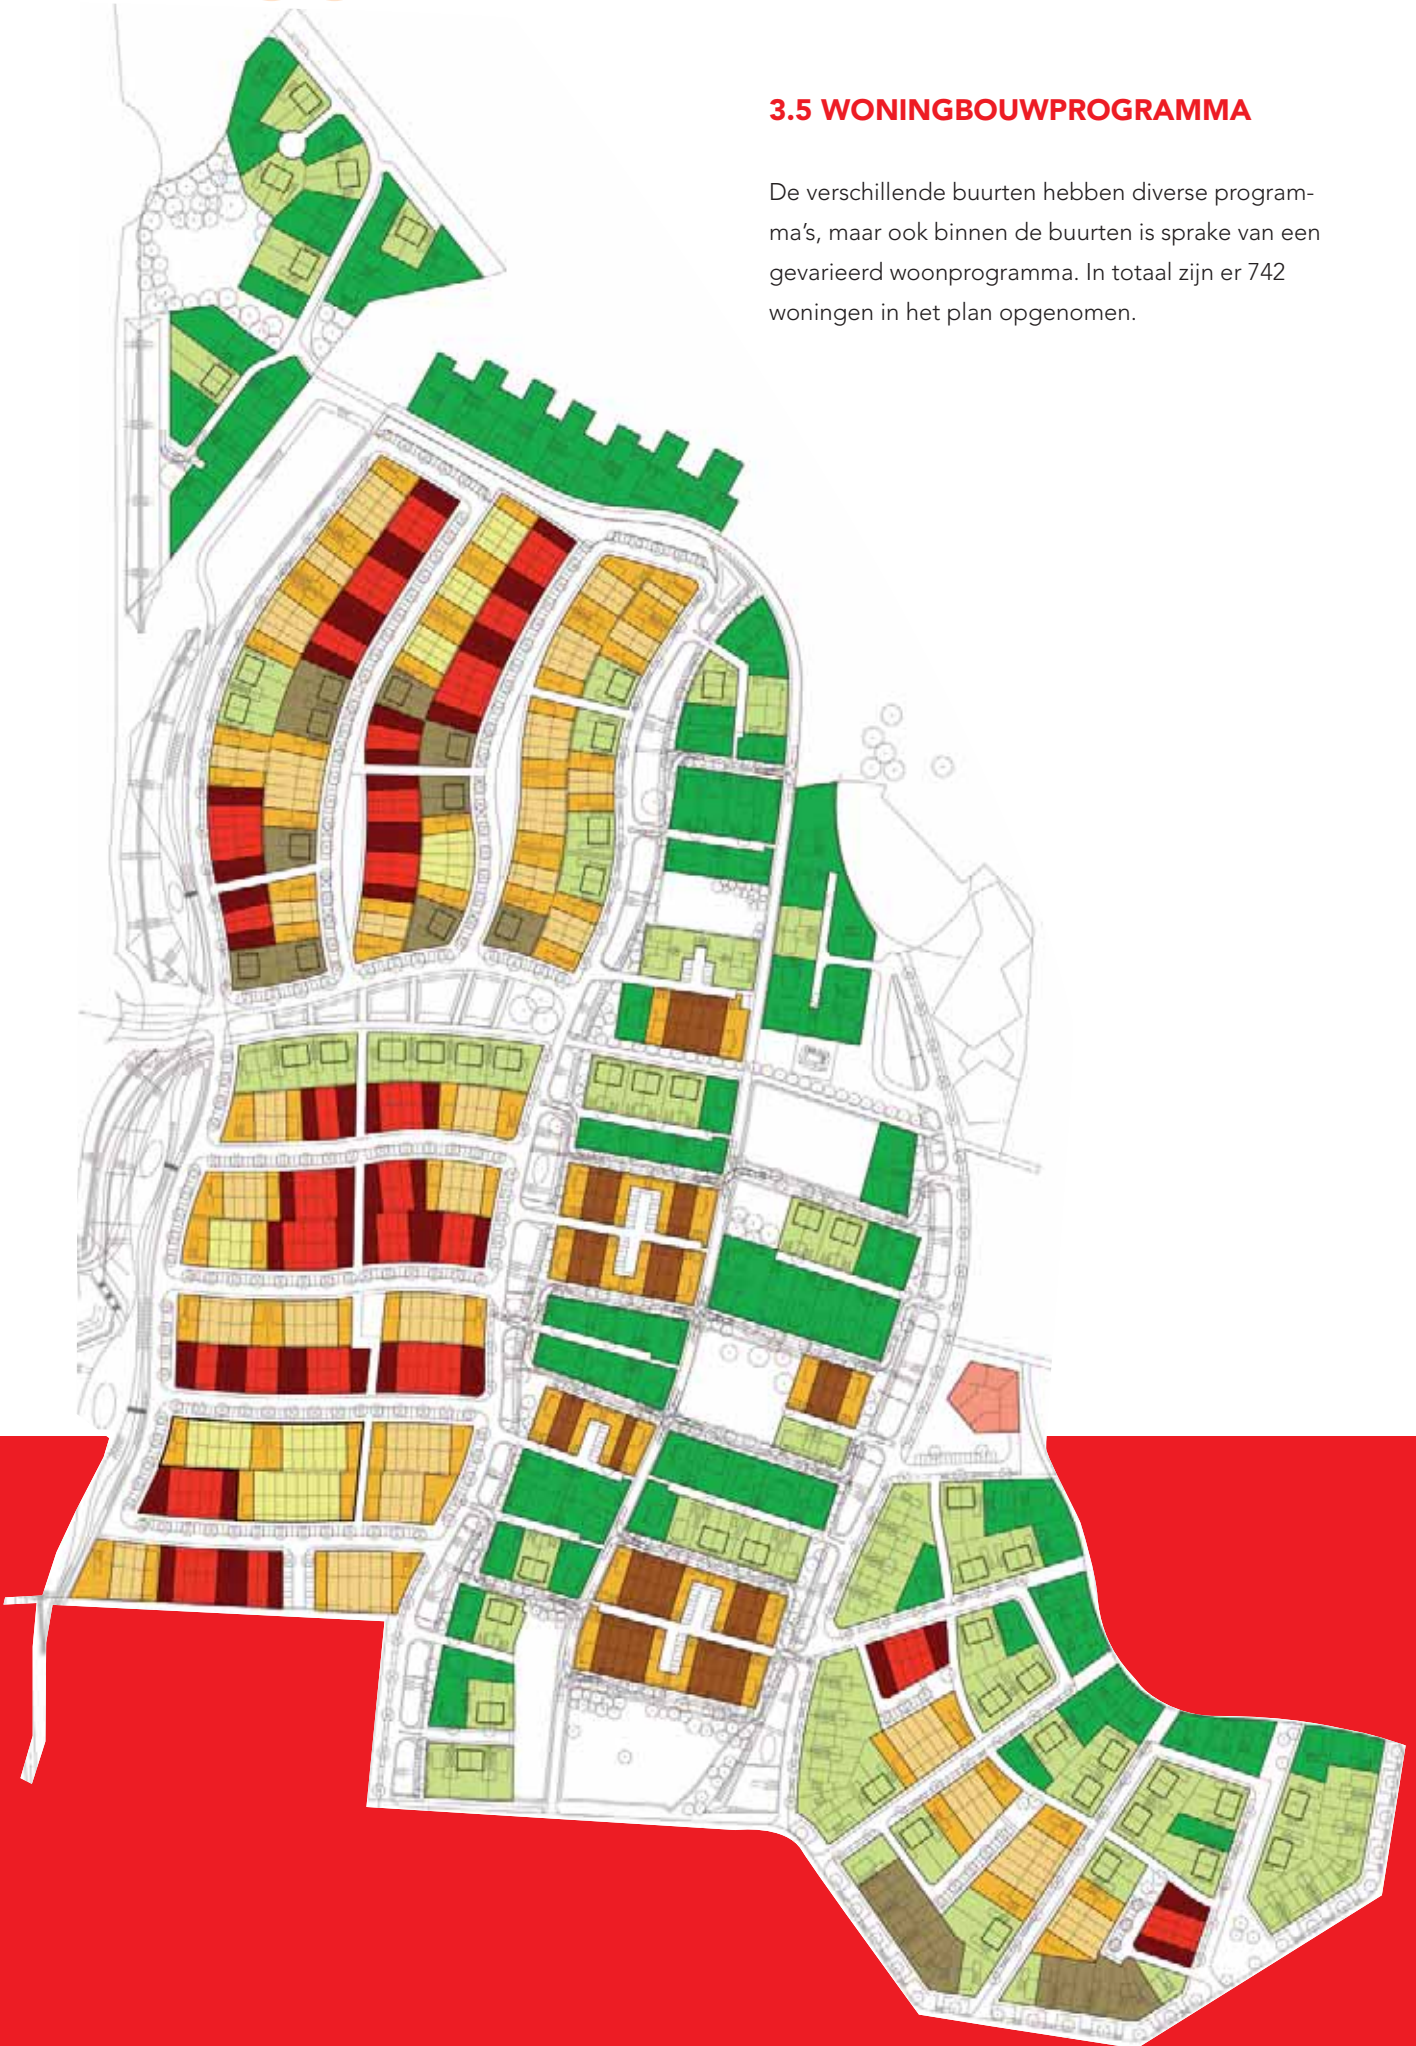 3.5 WONINGBOUWPROGRAMMA
De verschillende buurten hebben diverse program-
ma's, maar ook binnen de buurten is sprake van een
gevarieerd woonprogramma. In totaal zijn er 742
woningen in het plan opgenomen.